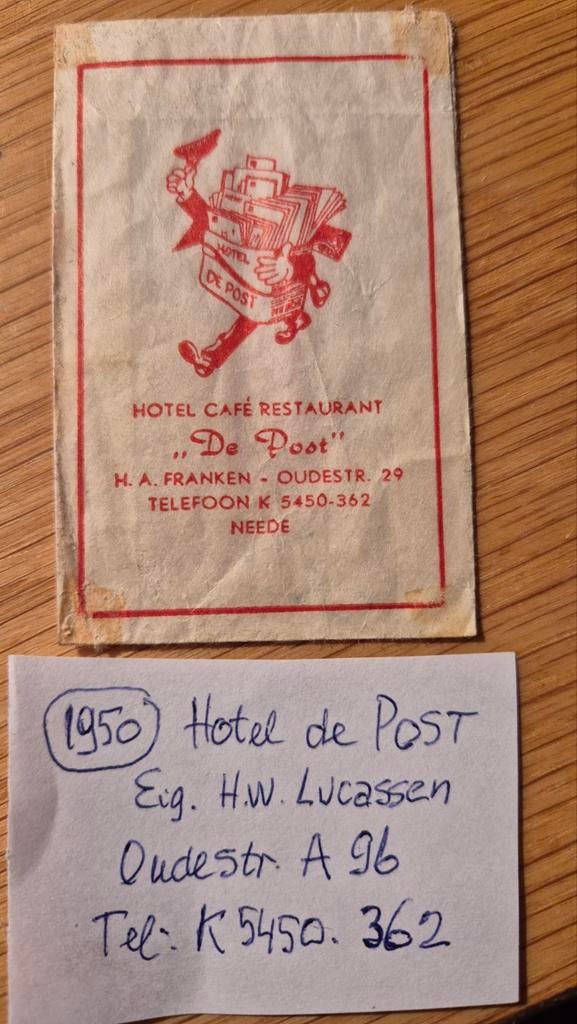 HOTEL
DE POST
HOTEL CAFÉ RESTAURANT
„De Post"
H. A. FRANKEN - OUDESTR. 29
TELEFOON K 5450-362
NEEDE
1950 Hotel de POST
Eig. H.W. Lucassen
Oudestr. A 96
Tel: K 5450. 362